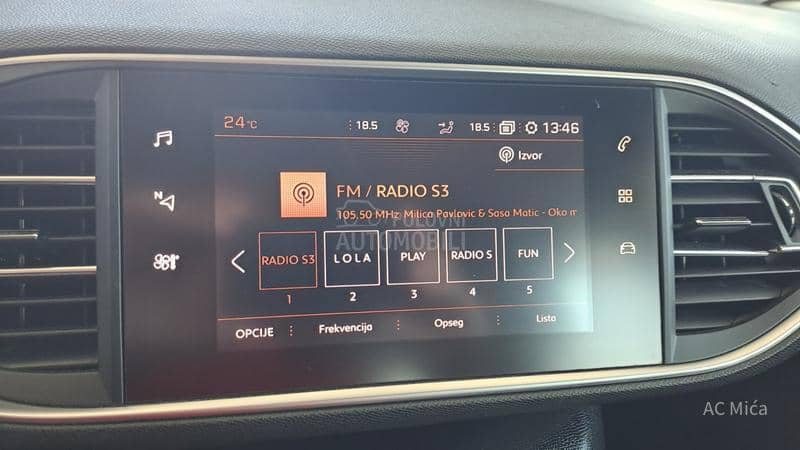 24°C 18.5 18.5 13:46
Izvor
N
FM / RADIO S3
105,50 MHz Milica Pavlovic & Sasa Matic - Oko m
POLOVNI
AUTOMOBILI
RADIO S3 LOLA PLAY RADIO S FUN
1 2 3 4 5
OPCIJE Frekvencija Opseg Lista
AC Mića